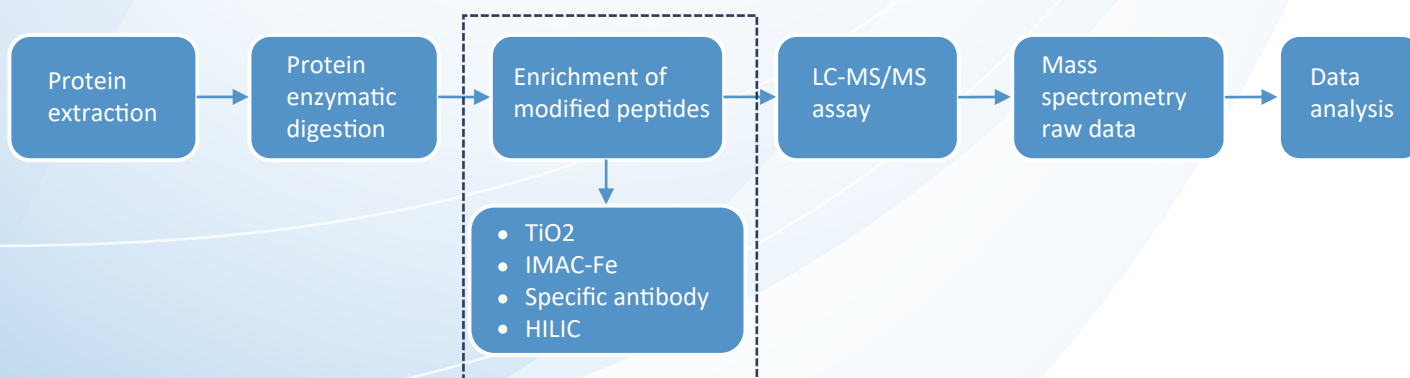 Protein
extraction
Protein
enzymatic
digestion
Enrichment of
modified peptides
LC-MS/MS
assay
Mass
spectrometry
raw data
Data
analysis
• TiO2
• IMAC-Fe
• Specific antibody
• HILIC